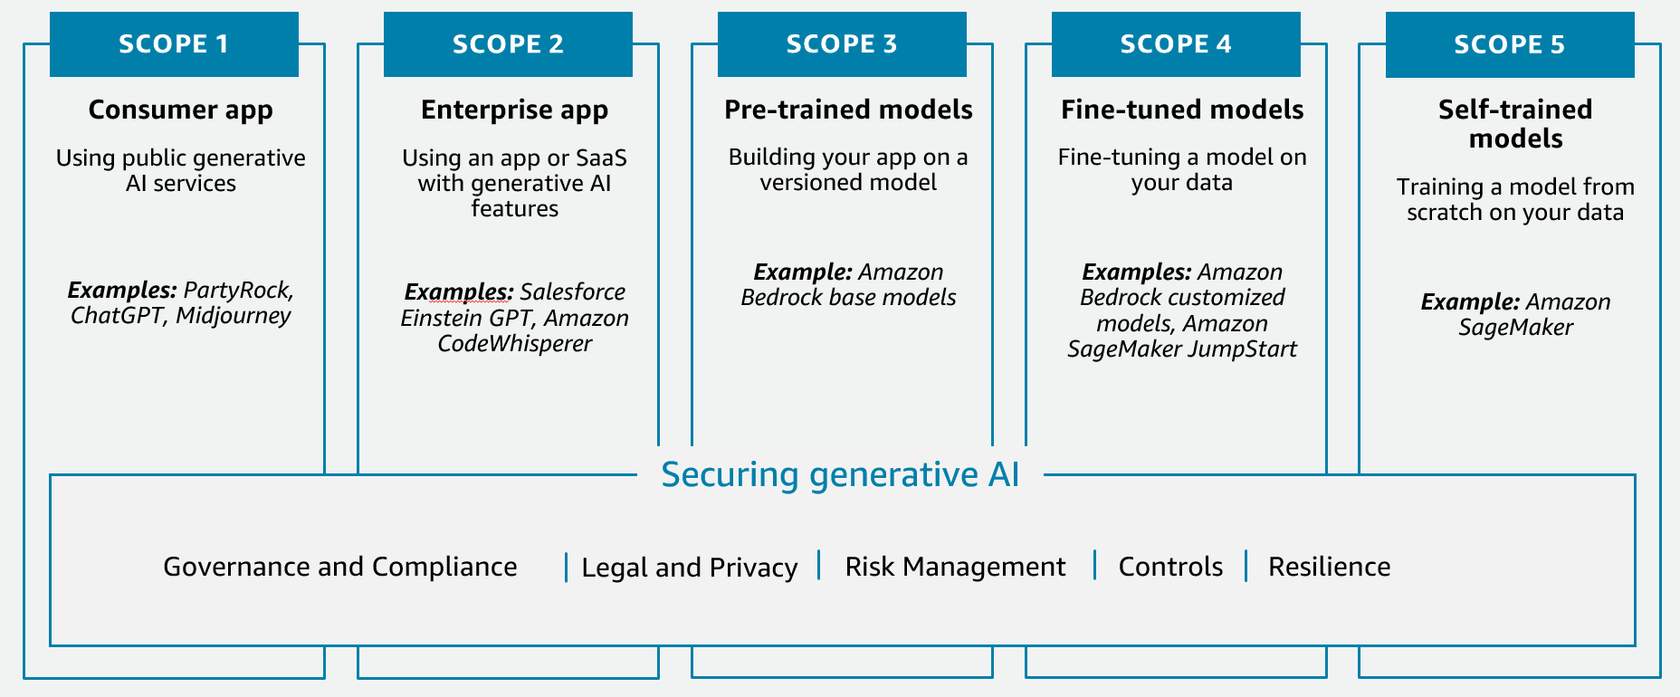 SCOPE 1
Consumer app
Using public generative
AI services
Examples: PartyRock,
ChatGPT, Midjourney
SCOPE 2
Enterprise app
Using an app or SaaS
with generative AI
features
Examples: Salesforce
Einstein GPT, Amazon
CodeWhisperer
SCOPE 3
Pre-trained models
Building your app on a
versioned model
Example: Amazon
Bedrock base models
SCOPE 4
Fine-tuned models
Fine-tuning a model on
your data
Examples: Amazon
Bedrock customized
models, Amazon
SageMaker JumpStart
SCOPE 5
Self-trained
models
Training a model from
scratch on your data
Example: Amazon
SageMaker
Securing generative AI
Governance and Compliance | Legal and Privacy | Risk Management | Controls | Resilience